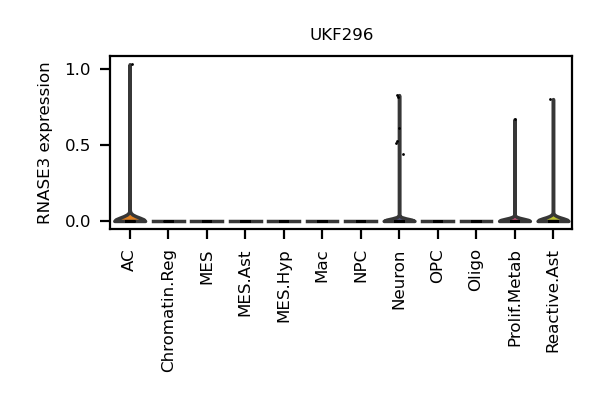 UKF296
RNASE3 expression
1.0
0.5
0.0
AC
Chromatin.Reg
MES
MES.Ast
MES.Hyp
Mac
NPC
Neuron
OPC
Oligo
Prolif.Metab
Reactive.Ast